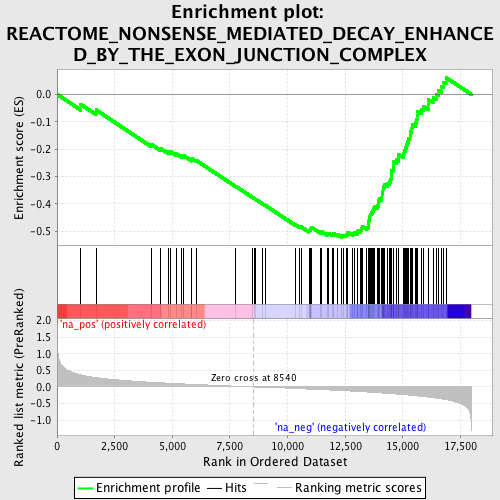 Enrichment plot:
REACTOME_NONSENSE_MEDIATED_DECAY_ENHANCE
D_BY_THE_EXON_JUNCTION_COMPLEX
Enrichment score (ES)
0.0
-0.1
-0.2
-0.3
-0.4
-0.5
Ranked list metric (PreRanked)
2.0
1.5
1.0
0.5
0.0
-0.5
-1.0
'na_pos' (positively correlated)
Zero cross at 8540
'na_neg' (negatively correlated)
0
2,500
5,000
7,500
10,000
12,500
15,000
17,500
Rank in Ordered Dataset
Enrichment profile
Hits
Ranking metric scores